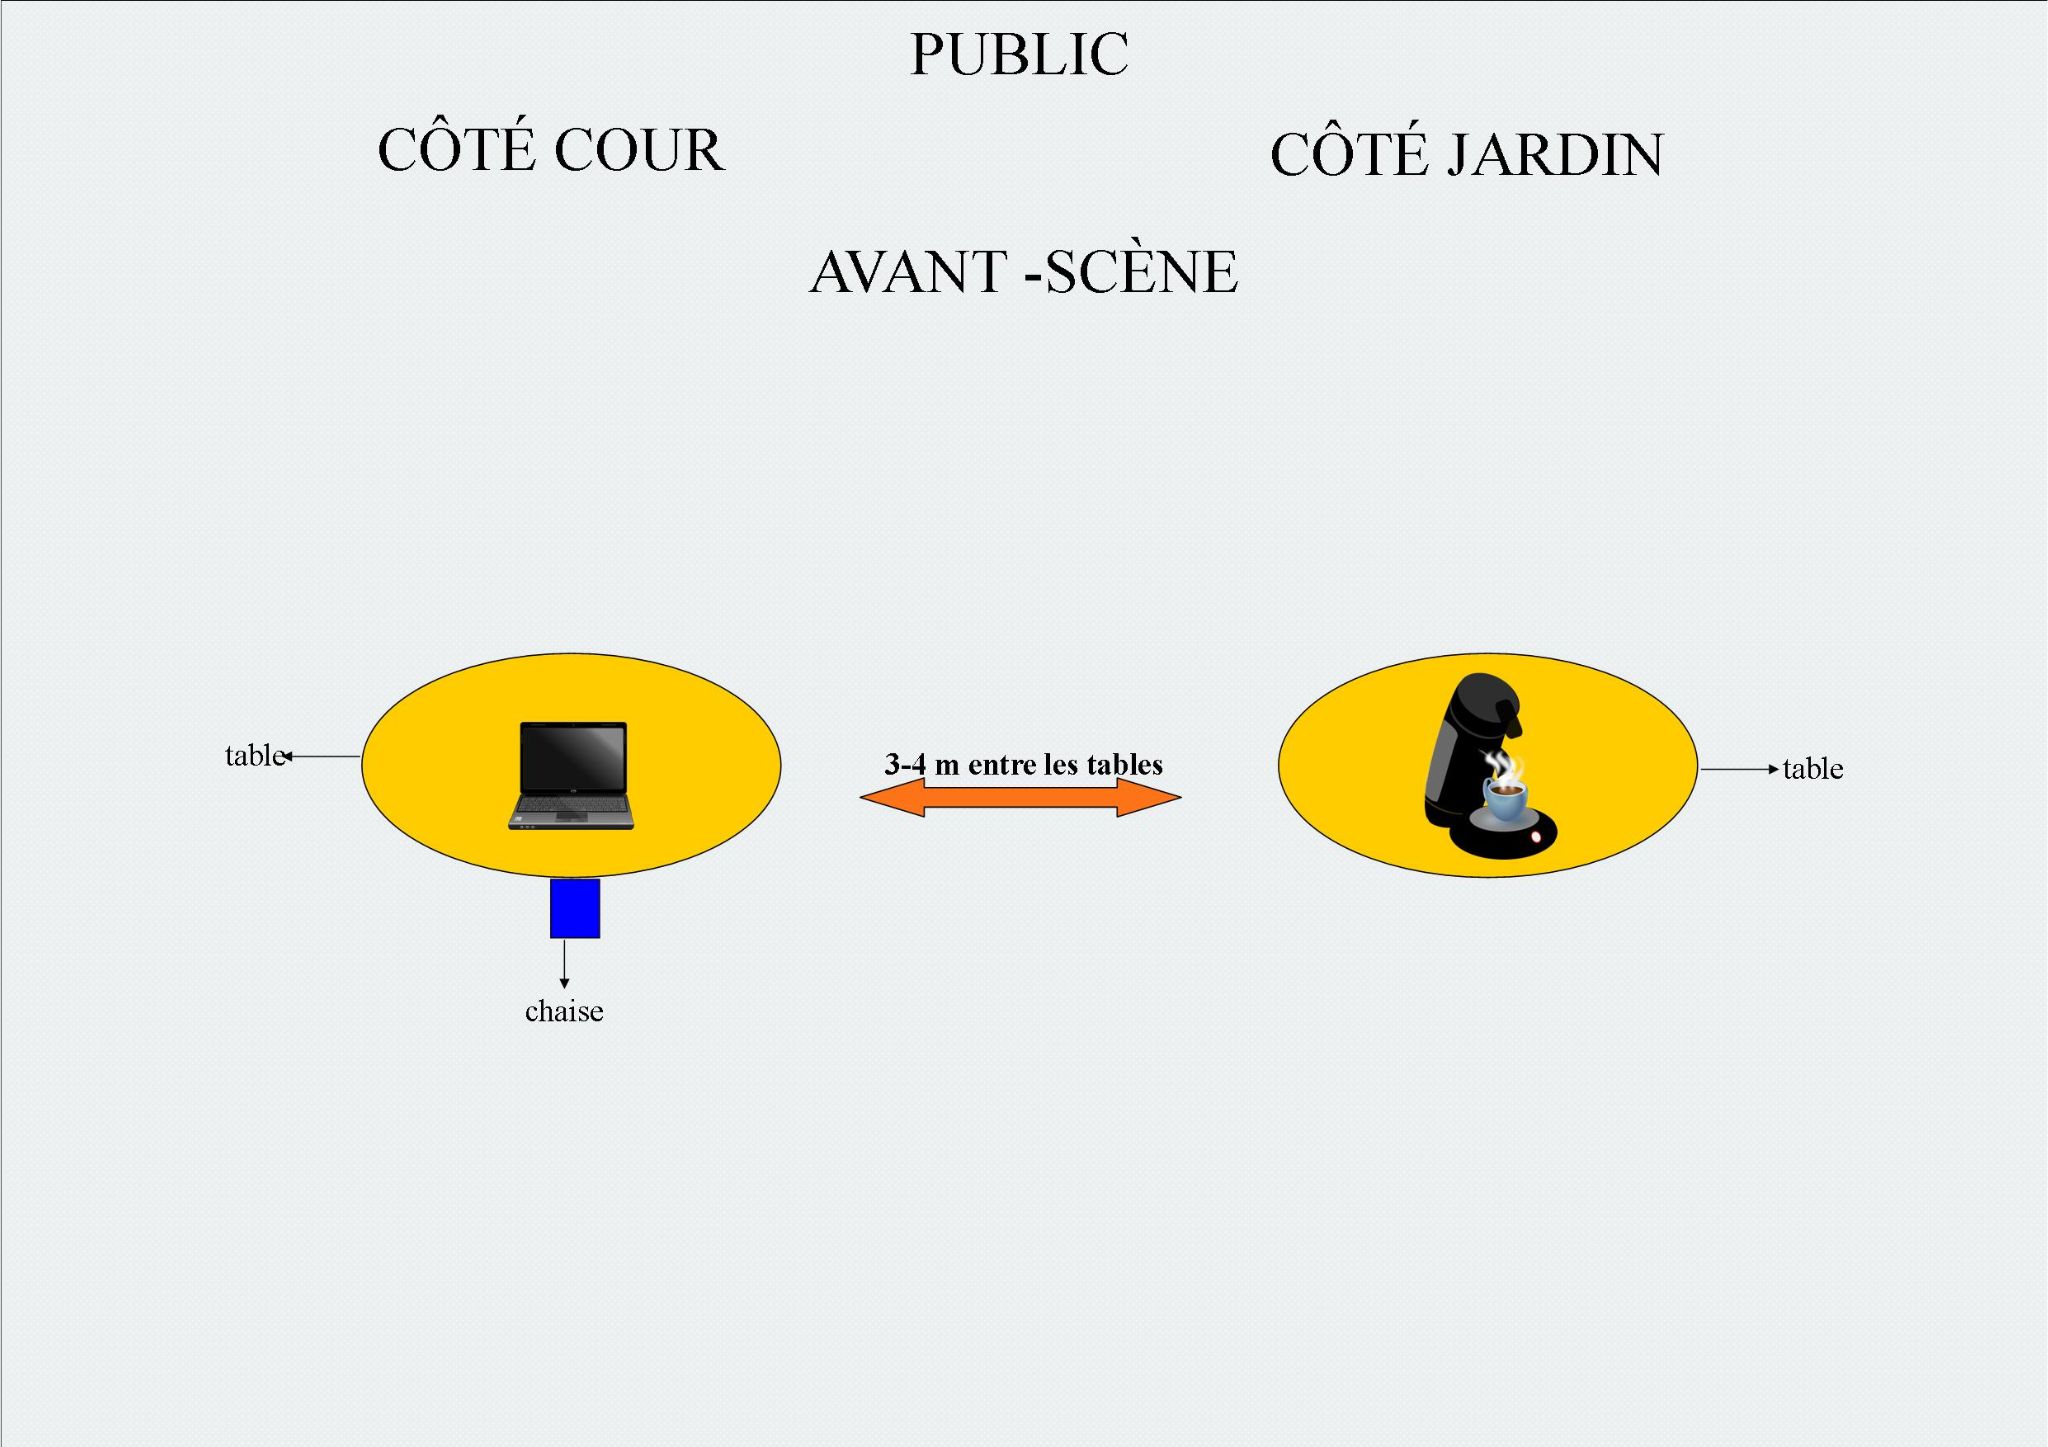 PUBLIC
CÔTÉ COUR
CÔTÉ JARDIN
AVANT -SCÈNE
table
3-4 m entre les tables
table
chaise